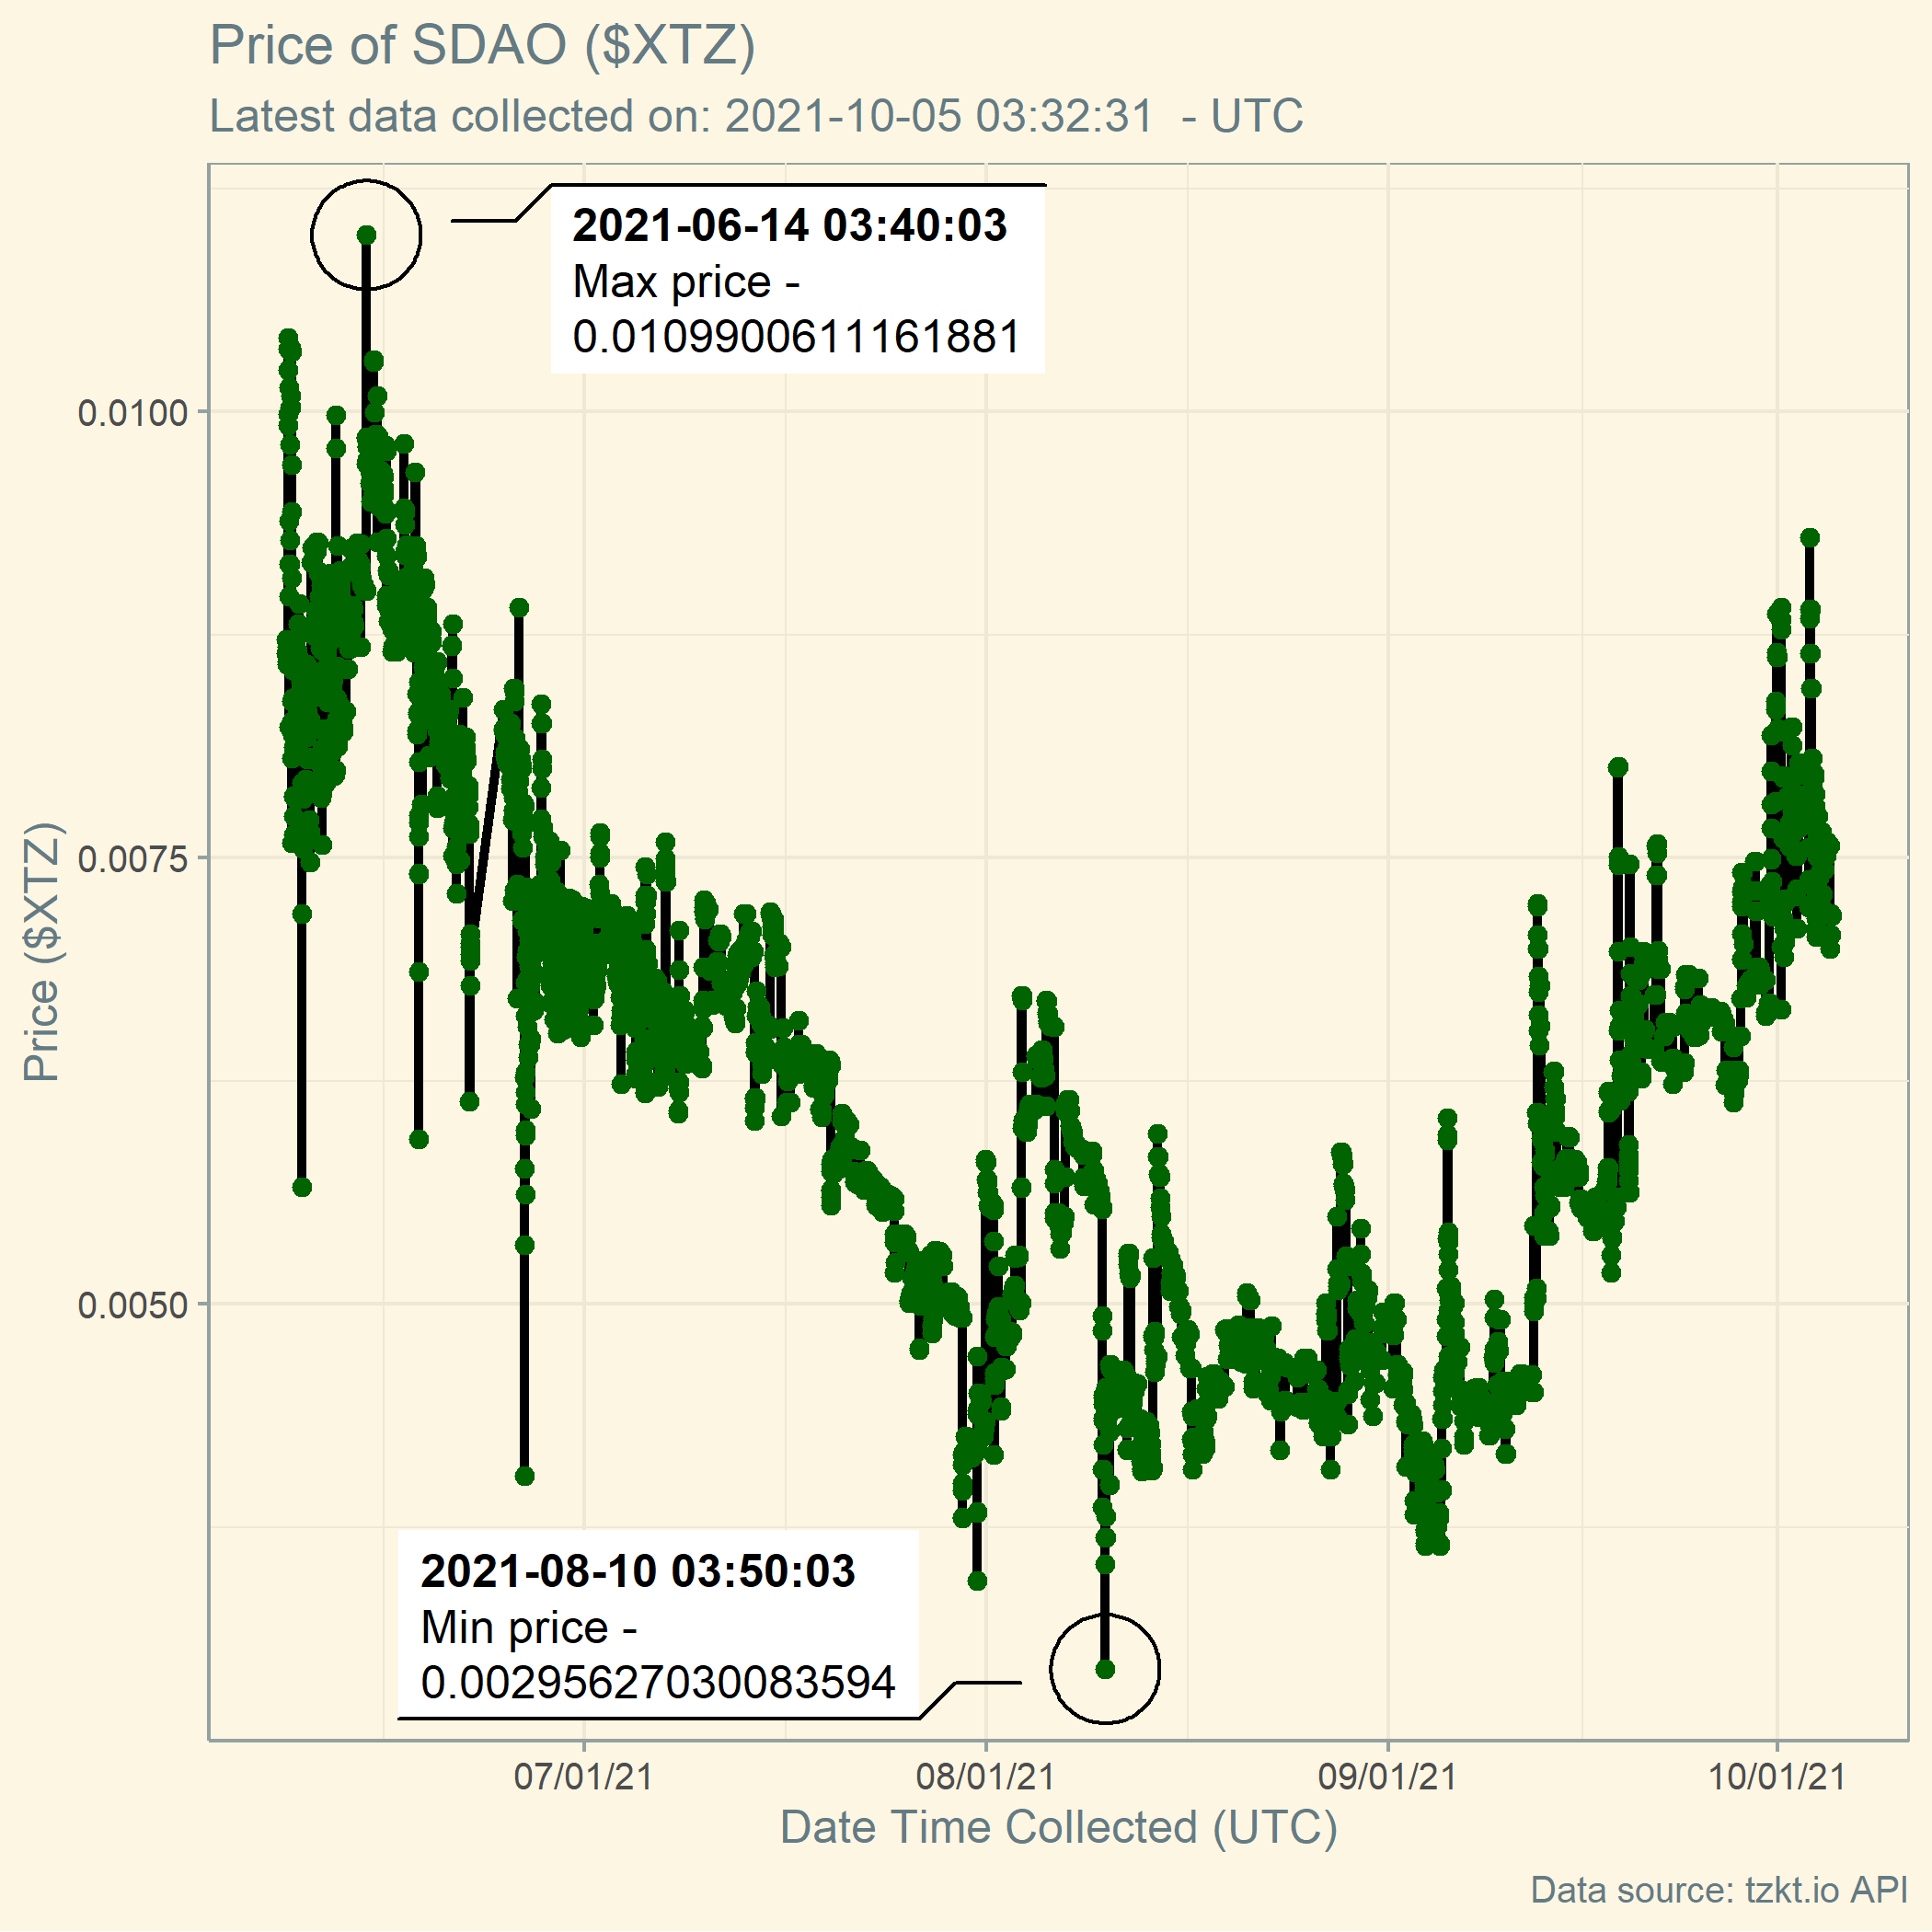 Price of SDAO ($XTZ)
Latest data collected on: 2021-10-05 03:32:31  - UTC
2021-06-14 03:40:03
Max price -
0.0109900611161881
0.0100
0.0075
0.0050
Price ($XTZ)
2021-08-10 03:50:03
Min price -
0.00295627030083594
07/01/21
08/01/21
09/01/21
10/01/21
Date Time Collected (UTC)
Data source: tzkt.io API